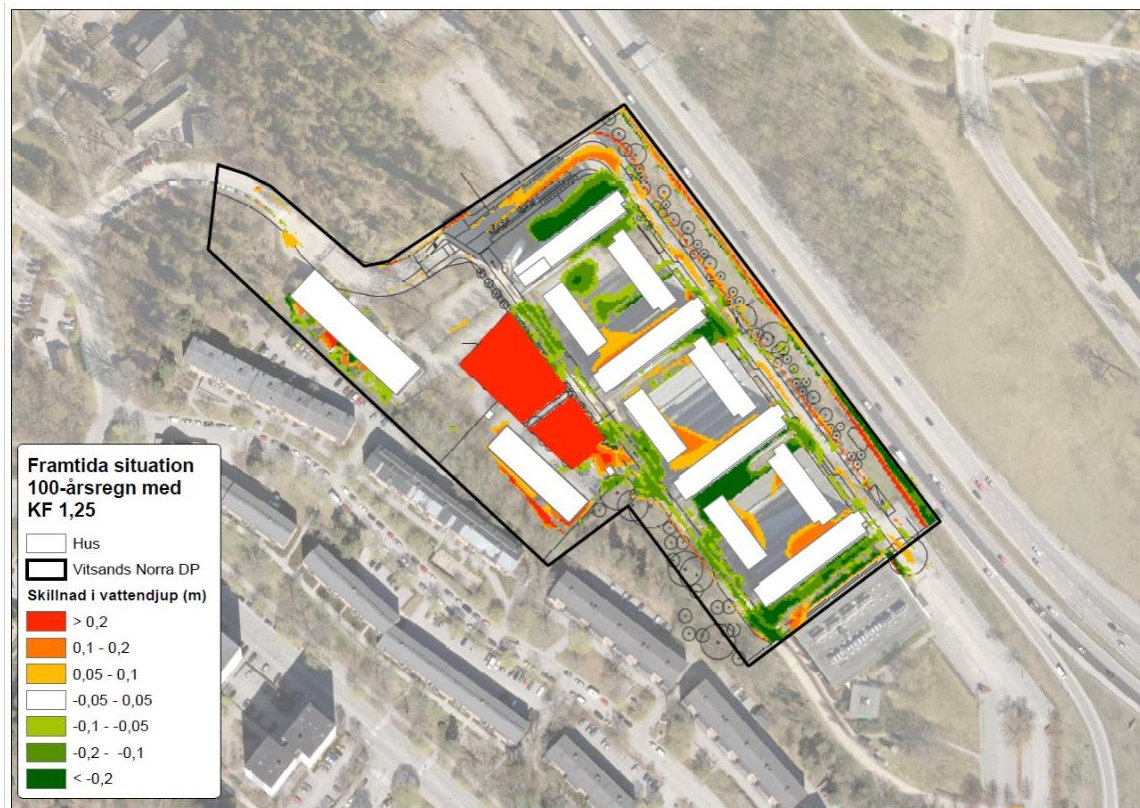 Framtida situation
100-årsregn med
KF 1,25
Hus
Vitsands Norra DP
Skillnad i vattendjup (m)
> 0,2
0,1 - 0,2
0,05 - 0,1
-0,05 - 0,05
-0,1 - -0,05
-0,2 - -0,1
< -0,2